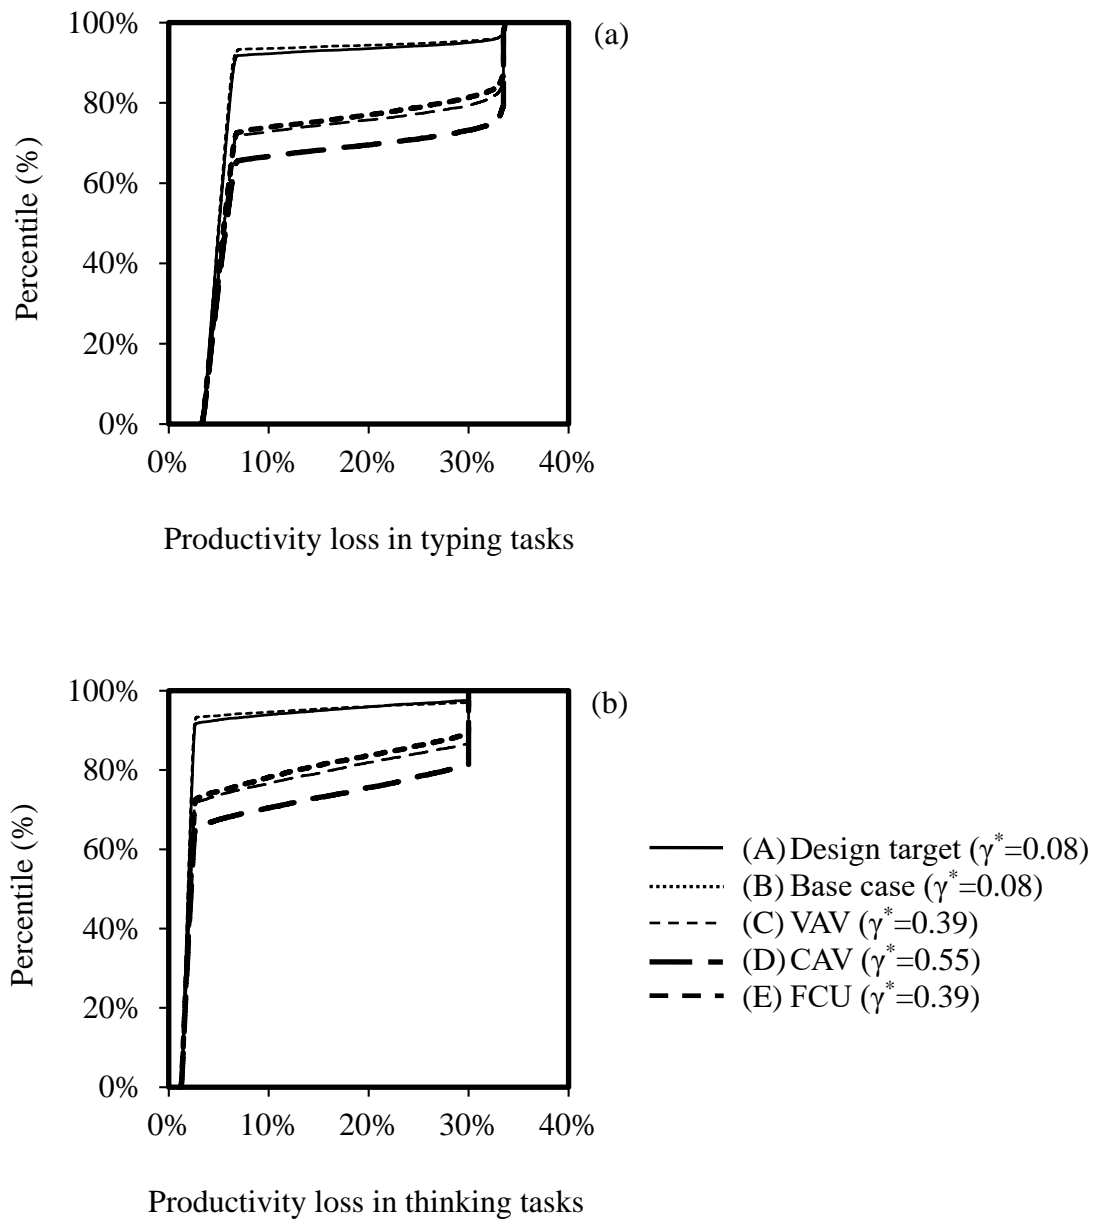 100%
(a)
80%
60%
40%
20%
0%
Percentile (%)
0% 10% 20% 30% 40%
Productivity loss in typing tasks
100%
(b)
80%
60%
40%
20%
0%
Percentile (%)
0% 10% 20% 30% 40%
Productivity loss in thinking tasks
(A) Design target (γ*=0.08)
(B) Base case (γ*=0.08)
(C) VAV (γ*=0.39)
(D) CAV (γ*=0.55)
(E) FCU (γ*=0.39)